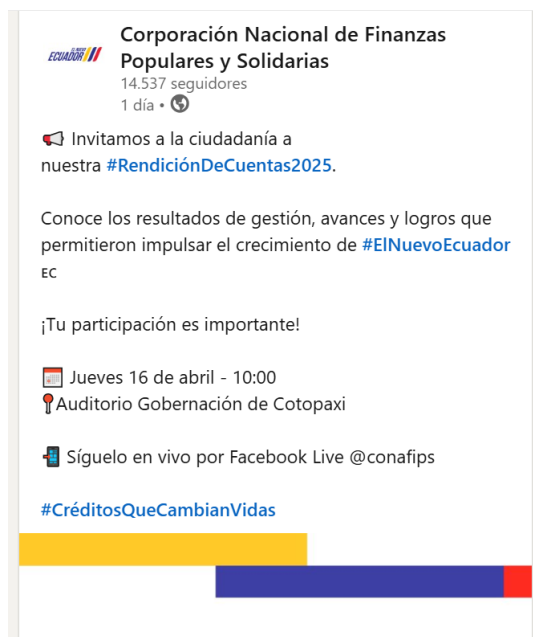 EL NUEVO
ECUADOR
Corporación Nacional de Finanzas
Populares y Solidarias
14.537 seguidores
1 día •
Invitamos a la ciudadanía a
nuestra #RendiciónDeCuentas2025.
Conoce los resultados de gestión, avances y logros que
permitieron impulsar el crecimiento de #ElNuevoEcuador
EC
¡Tu participación es importante!
Jueves 16 de abril - 10:00
Auditorio Gobernación de Cotopaxi
Síguelo en vivo por Facebook Live @conafips
#CréditosQueCambianVidas